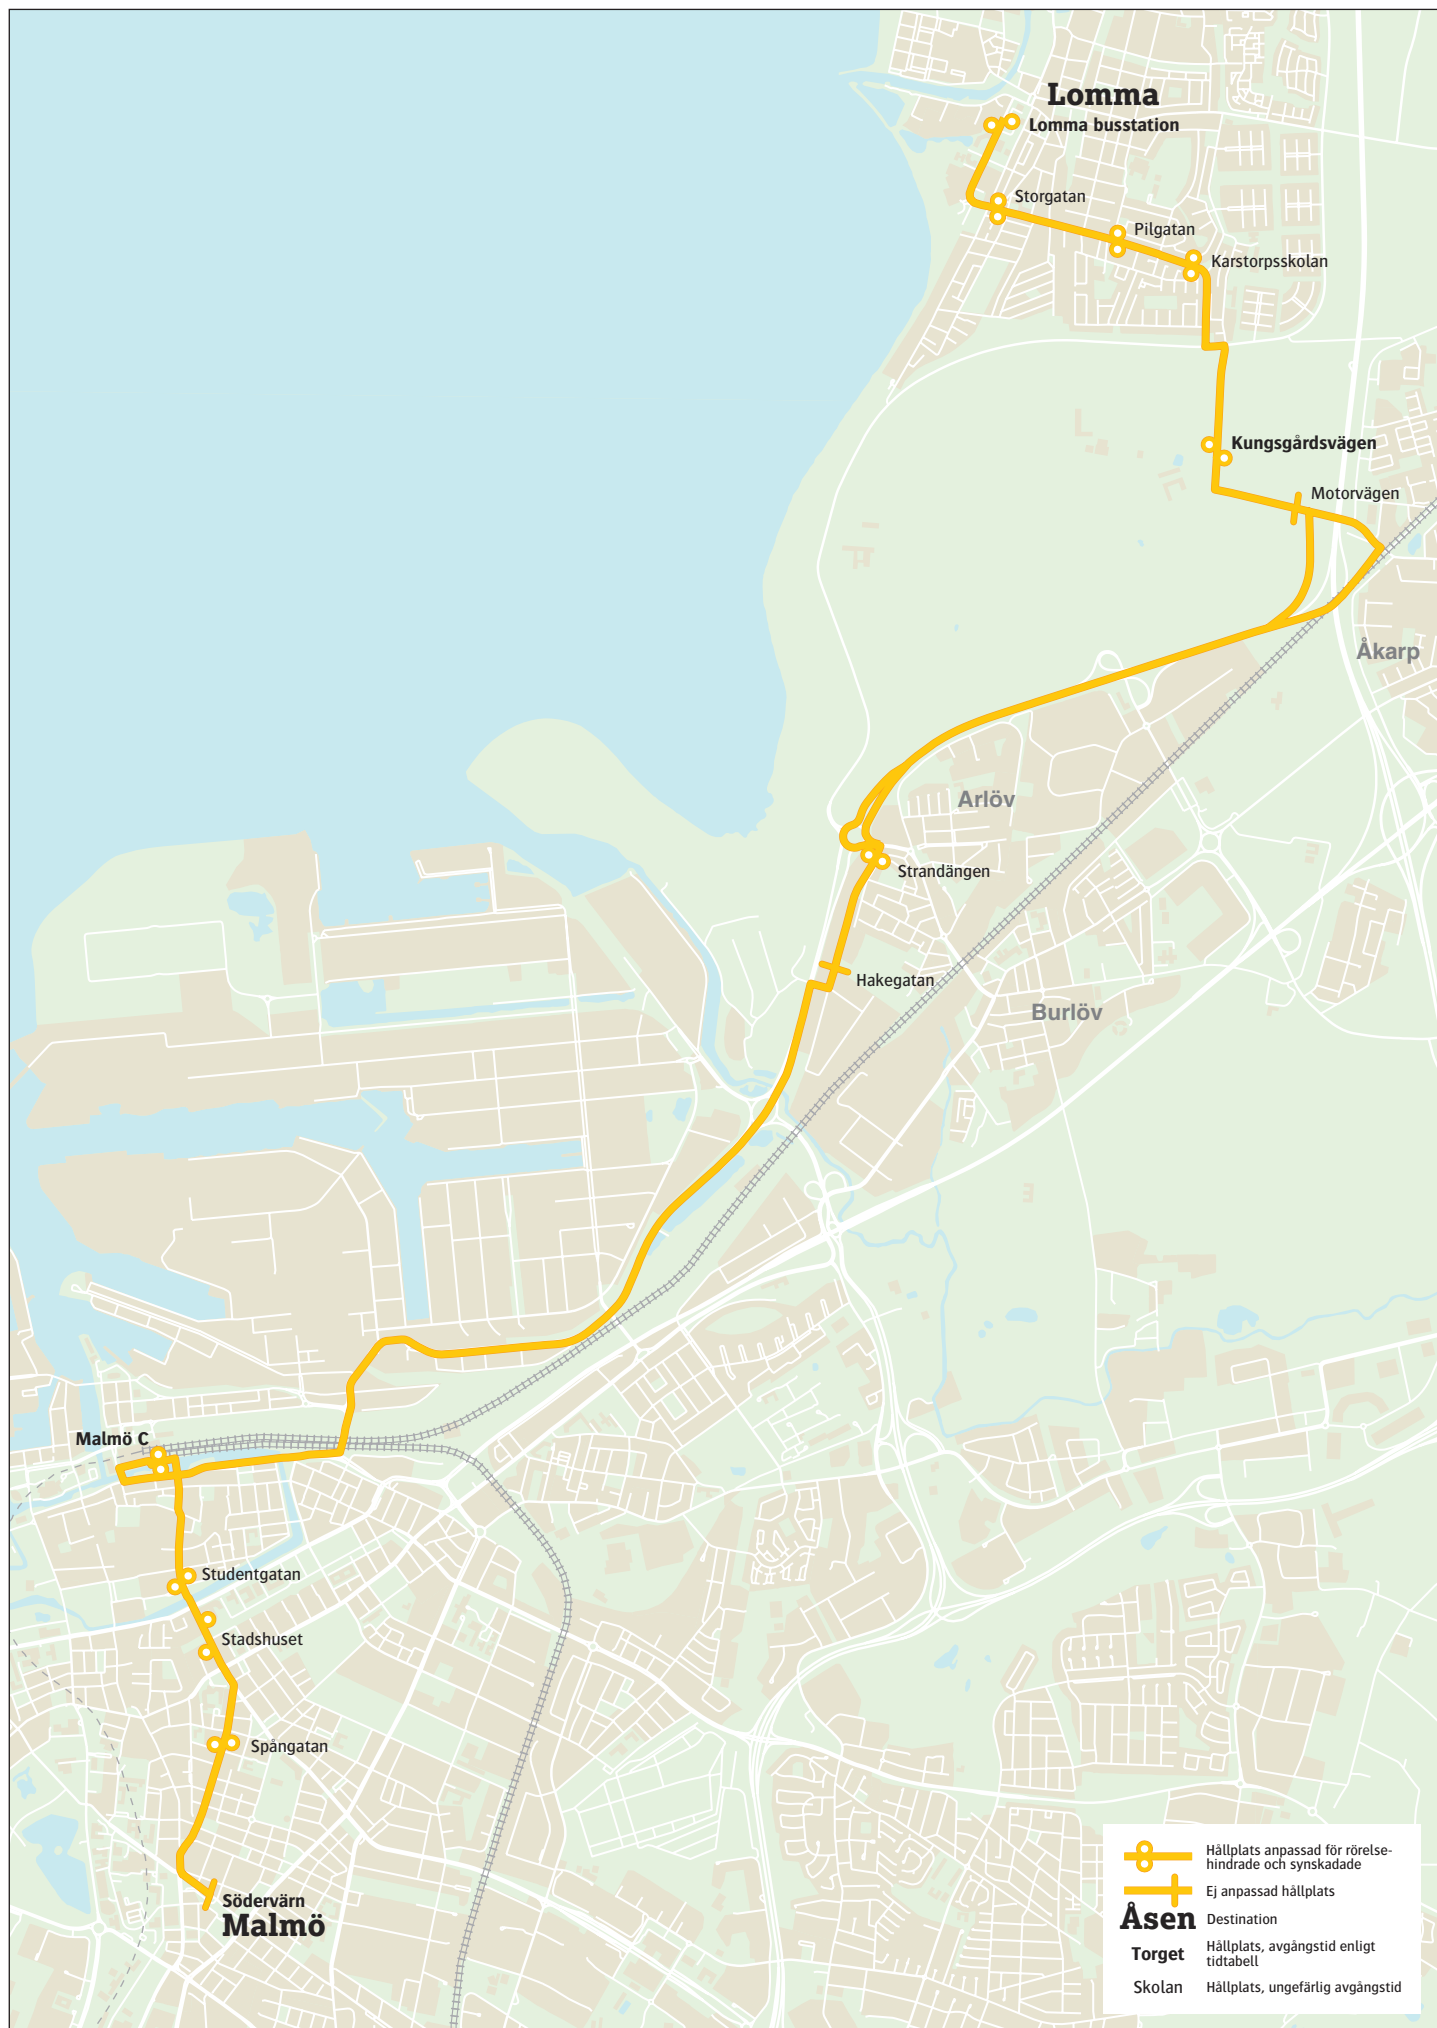 Lomma
Lomma busstation
Storgatan
Pilgatan
Karstorpsskolan
Kungsgårdsvägen
Motorvägen
Åkarp
Arlöv
Strandängen
Hakegatan
Burlöv
Malmö C
Studentgatan
Stadshuset
Spångatan
Södervärn
Malmö
Hållplats anpassad för rörelse-
hindrade och synskadade
Ej anpassad hållplats
Åsen Destination
Torget Hållplats, avgångstid enligt
tidtabell
Skolan Hållplats, ungefärlig avgångstid